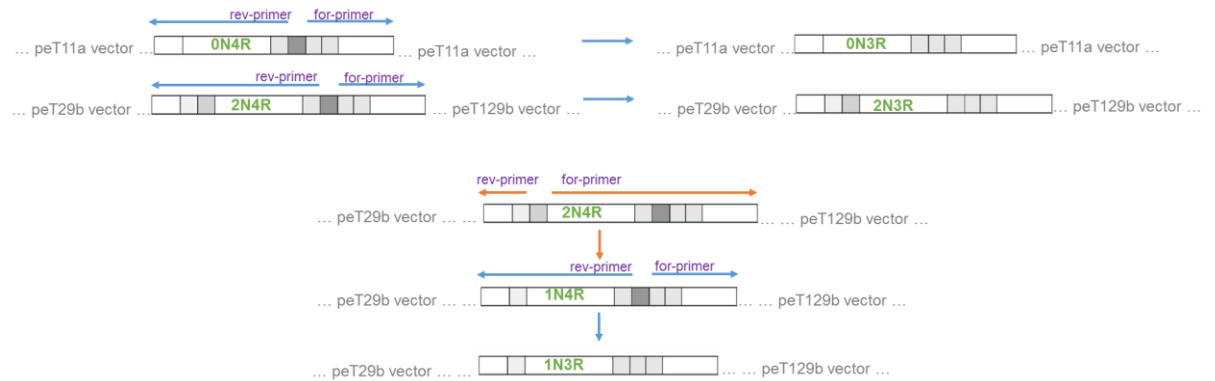 rev-primer for-primer
... peT11a vector ... 0N4R ... peT11a vector ... ... peT11a vector ... 0N3R ... peT11a vector ...
rev-primer for-primer
... peT29b vector ... 2N4R ... peT129b vector ... ... peT29b vector ... 2N3R ... peT129b vector ...
rev-primer for-primer
... peT29b vector ... ... 2N4R ... ... peT129b vector ...
rev-primer for-primer
... peT29b vector ... ... 1N4R ... ... peT129b vector ...
... peT29b vector ... ... 1N3R ... ... peT129b vector ...